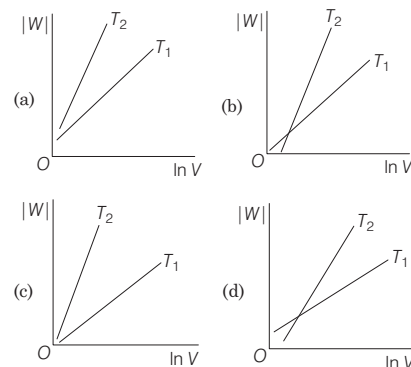 |W|
T₂
T₁
(a)
O
ln V
|W|
T₂
T₁
(b)
O
ln V
|W|
T₂
T₁
(c)
O
ln V
|W|
T₂
T₁
(d)
O
ln V